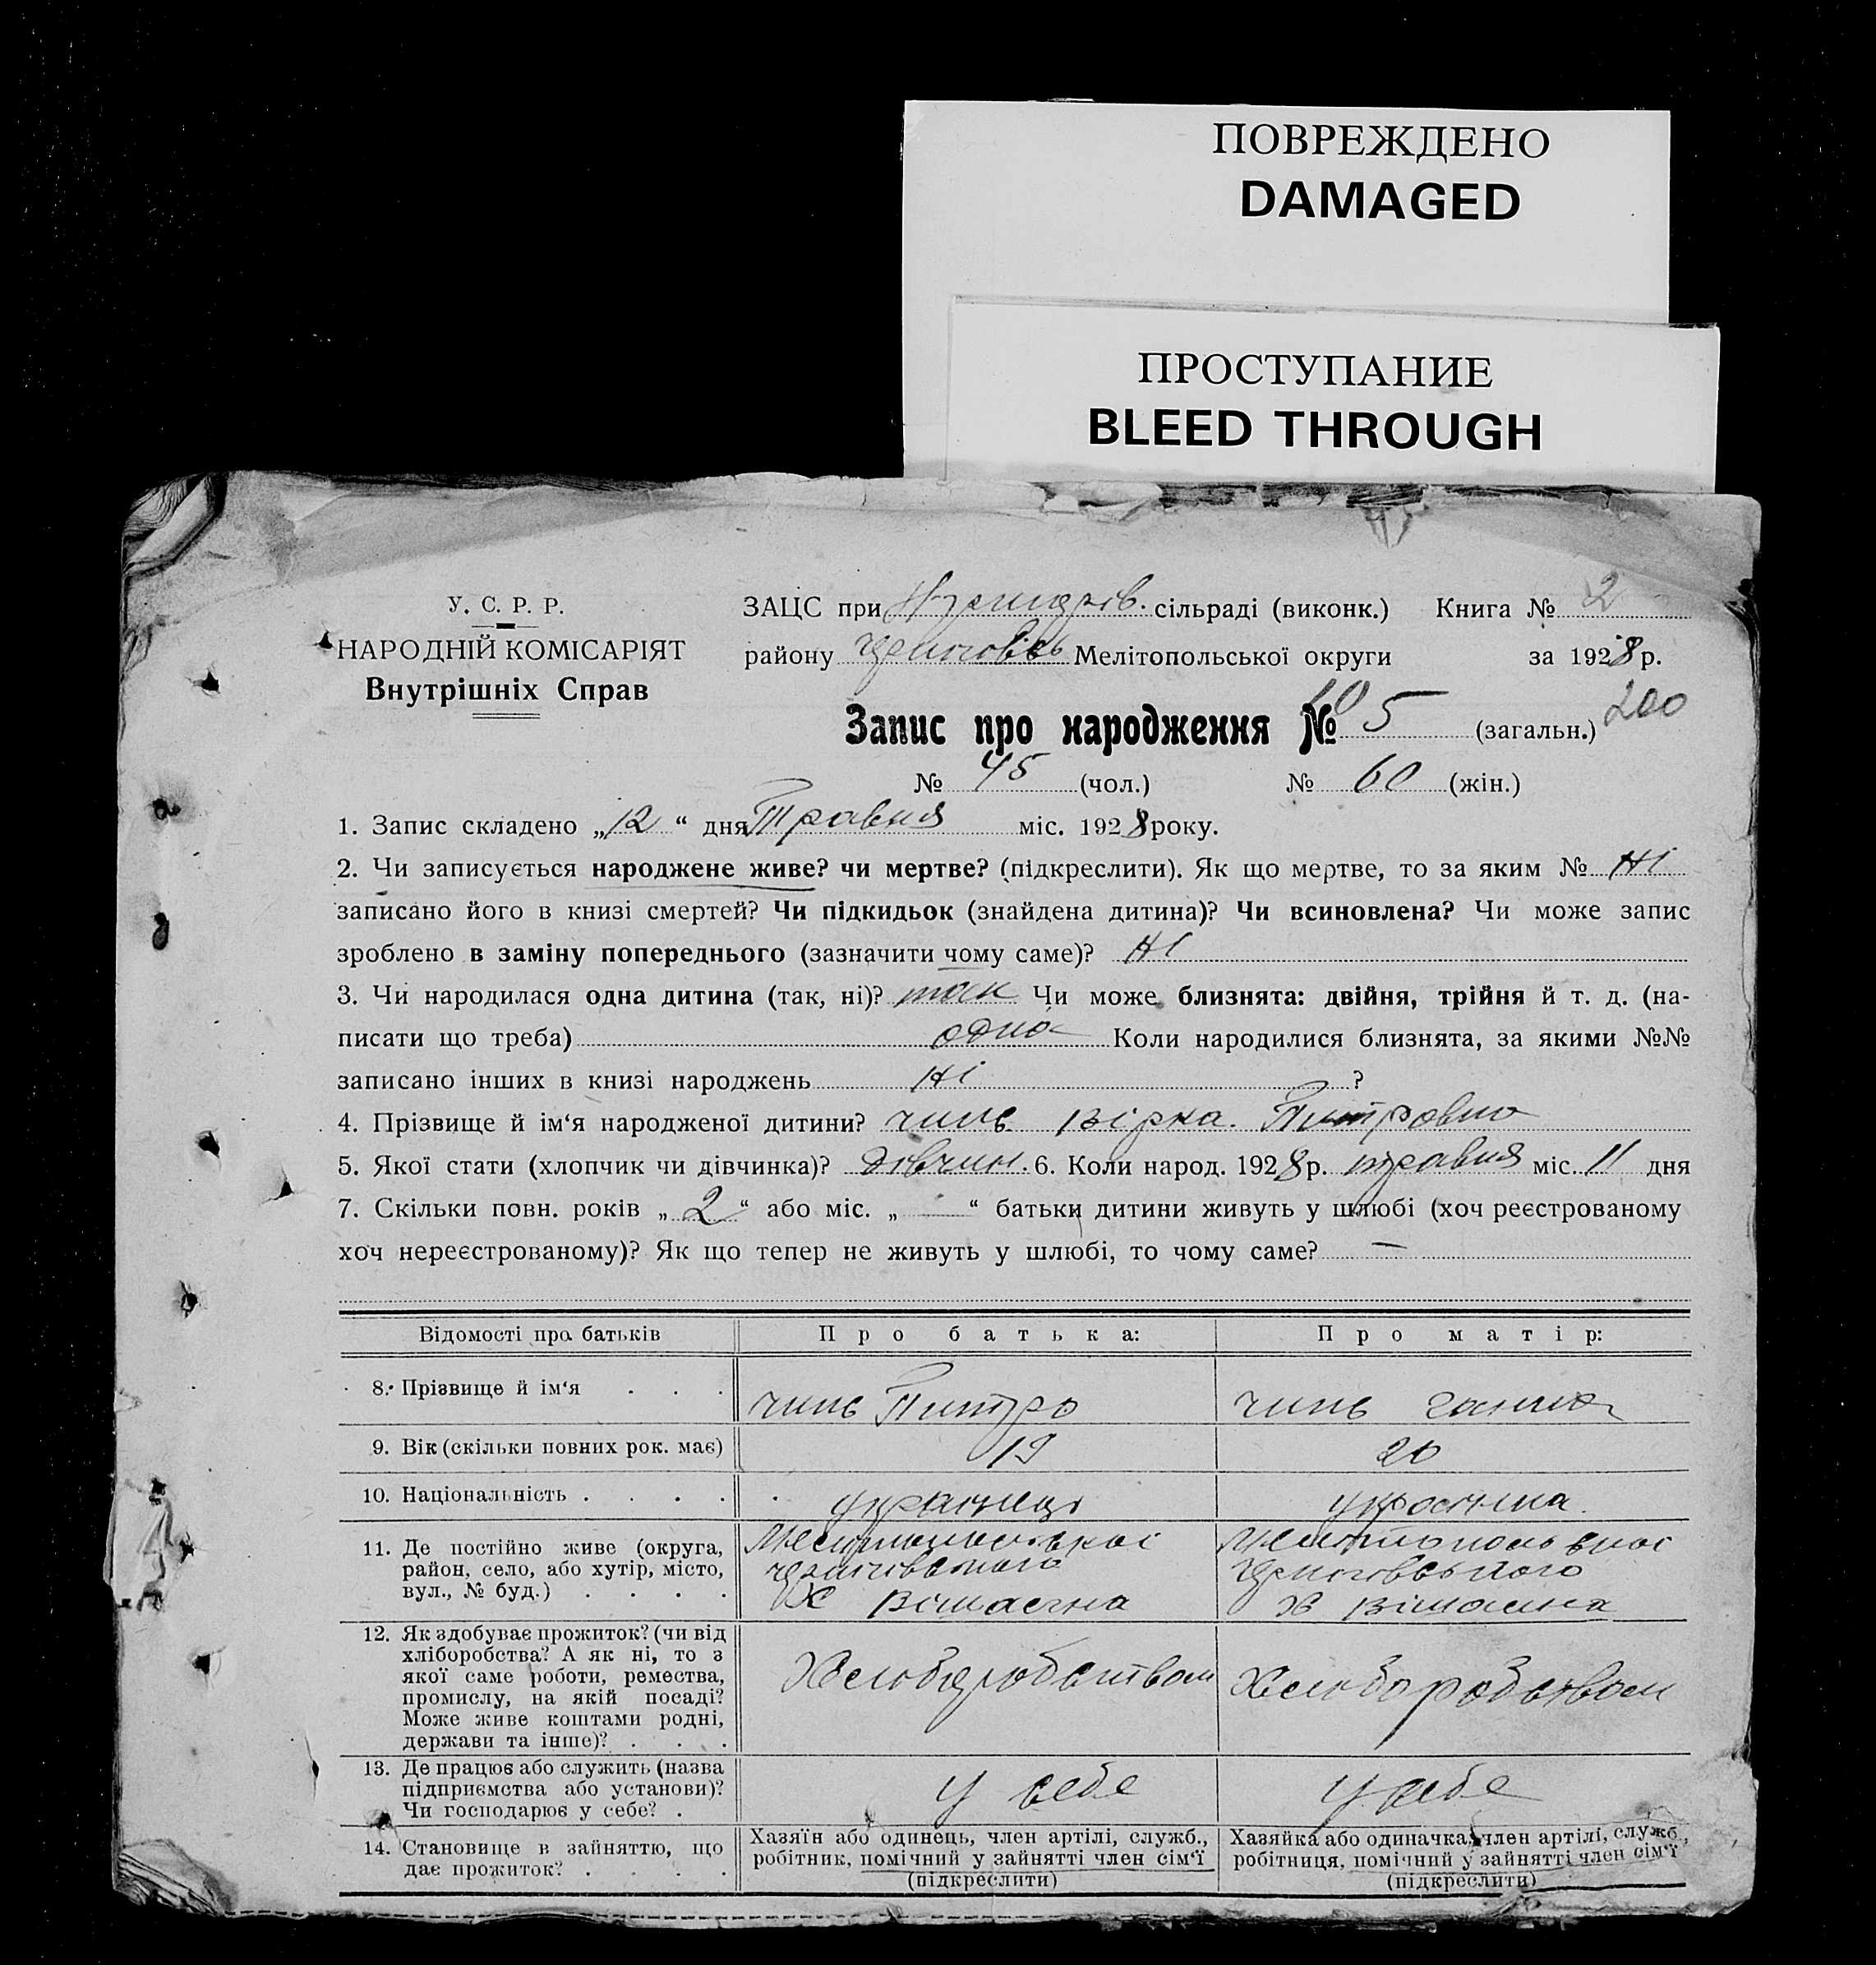 ПОВРЕЖДЕНО
DAMAGED
ПРОСТУПАНИЕ
BLEED THROUGH
У. С. Р. Р.
НАРОДНІЙ КОМІСАРІЯТ
Внутрішніх Справ
ЗАЦС при сільраді (виконк.) Книга № 2
району Мелітопольської округи за 1928 р.
Запис про народження № 105 (загальн.) 200
№ 45 (чол.) № 60 (жін.)
1. Запис складено „12“ дня Травня міс. 1928 року.
2. Чи записується народжене живе? чи мертве? (підкреслити). Як що мертве, то за яким № Ні
записано його в книзі смертей? Чи підкидьок (знайдена дитина)? Чи всиновлена? Чи може запис
зроблено в заміну попереднього (зазначити чому саме)? Ні
3. Чи народилася одна дитина (так, ні)? так Чи може близнята: двійня, трійня й т. д. (на-
писати що треба) одна Коли народилися близнята, за якими №№
записано інших в книзі народжень Ні ?
4. Прізвище й ім‘я народженої дитини? Вірка Питровна
5. Якої стати (хлопчик чи дівчинка)? дівчин. 6. Коли народ. 1928 р. травня міс. 11 дня
7. Скільки повн. років „2“ або міс. „-“ батьки дитини живуть у шлюбі (хоч реєстрованому
хоч нереєстрованому)? Як що тепер не живуть у шлюбі, то чому саме? —
Відомості про батьків Про батька: Про матір:
8. Прізвище й ім‘я . . . Питро Ганна
9. Вік (скільки повних рок. має) 19 20
10. Національність . . . . українець українка
11. Де постійно живе (округа,
район, село, або хутір, місто,
вул., № буд.) . . . .
Х
12. Як здобуває прожиток? (чи від
хліборобства? А як ні, то з
якої саме роботи, ремества,
промислу, на якій посаді?
Може живе коштами родні,
держави та інше)? . . .
Хліборобством Хліборобством
13. Де працює або служить (назва
підприємства або установи)?
Чи господарює у себе? .
у себе у себе
14. Становище в зайняттю, що
дає прожиток? . . . .
Хазяїн або одинець, член артілі, служб.,
робітник, помічний у зайнятті член сім‘ї
(підкреслити)
Хазяйка або одиначка, член артілі, служб.,
робітниця, помічний у зайнятті член сім‘ї
(підкреслити)